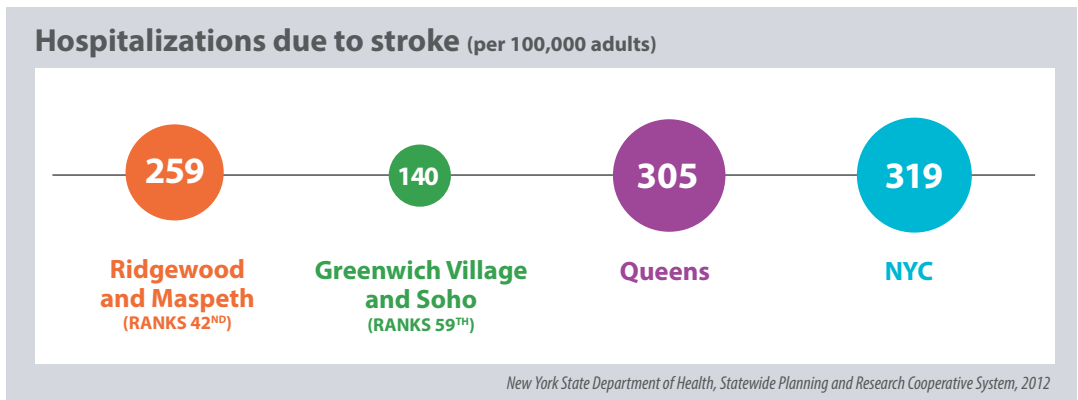 Hospitalizations due to stroke (per 100,000 adults)
259
140
305
319
Ridgewood
and Maspeth
(RANKS 42ND)
Greenwich Village
and Soho
(RANKS 59TH)
Queens
NYC
New York State Department of Health, Statewide Planning and Research Cooperative System, 2012